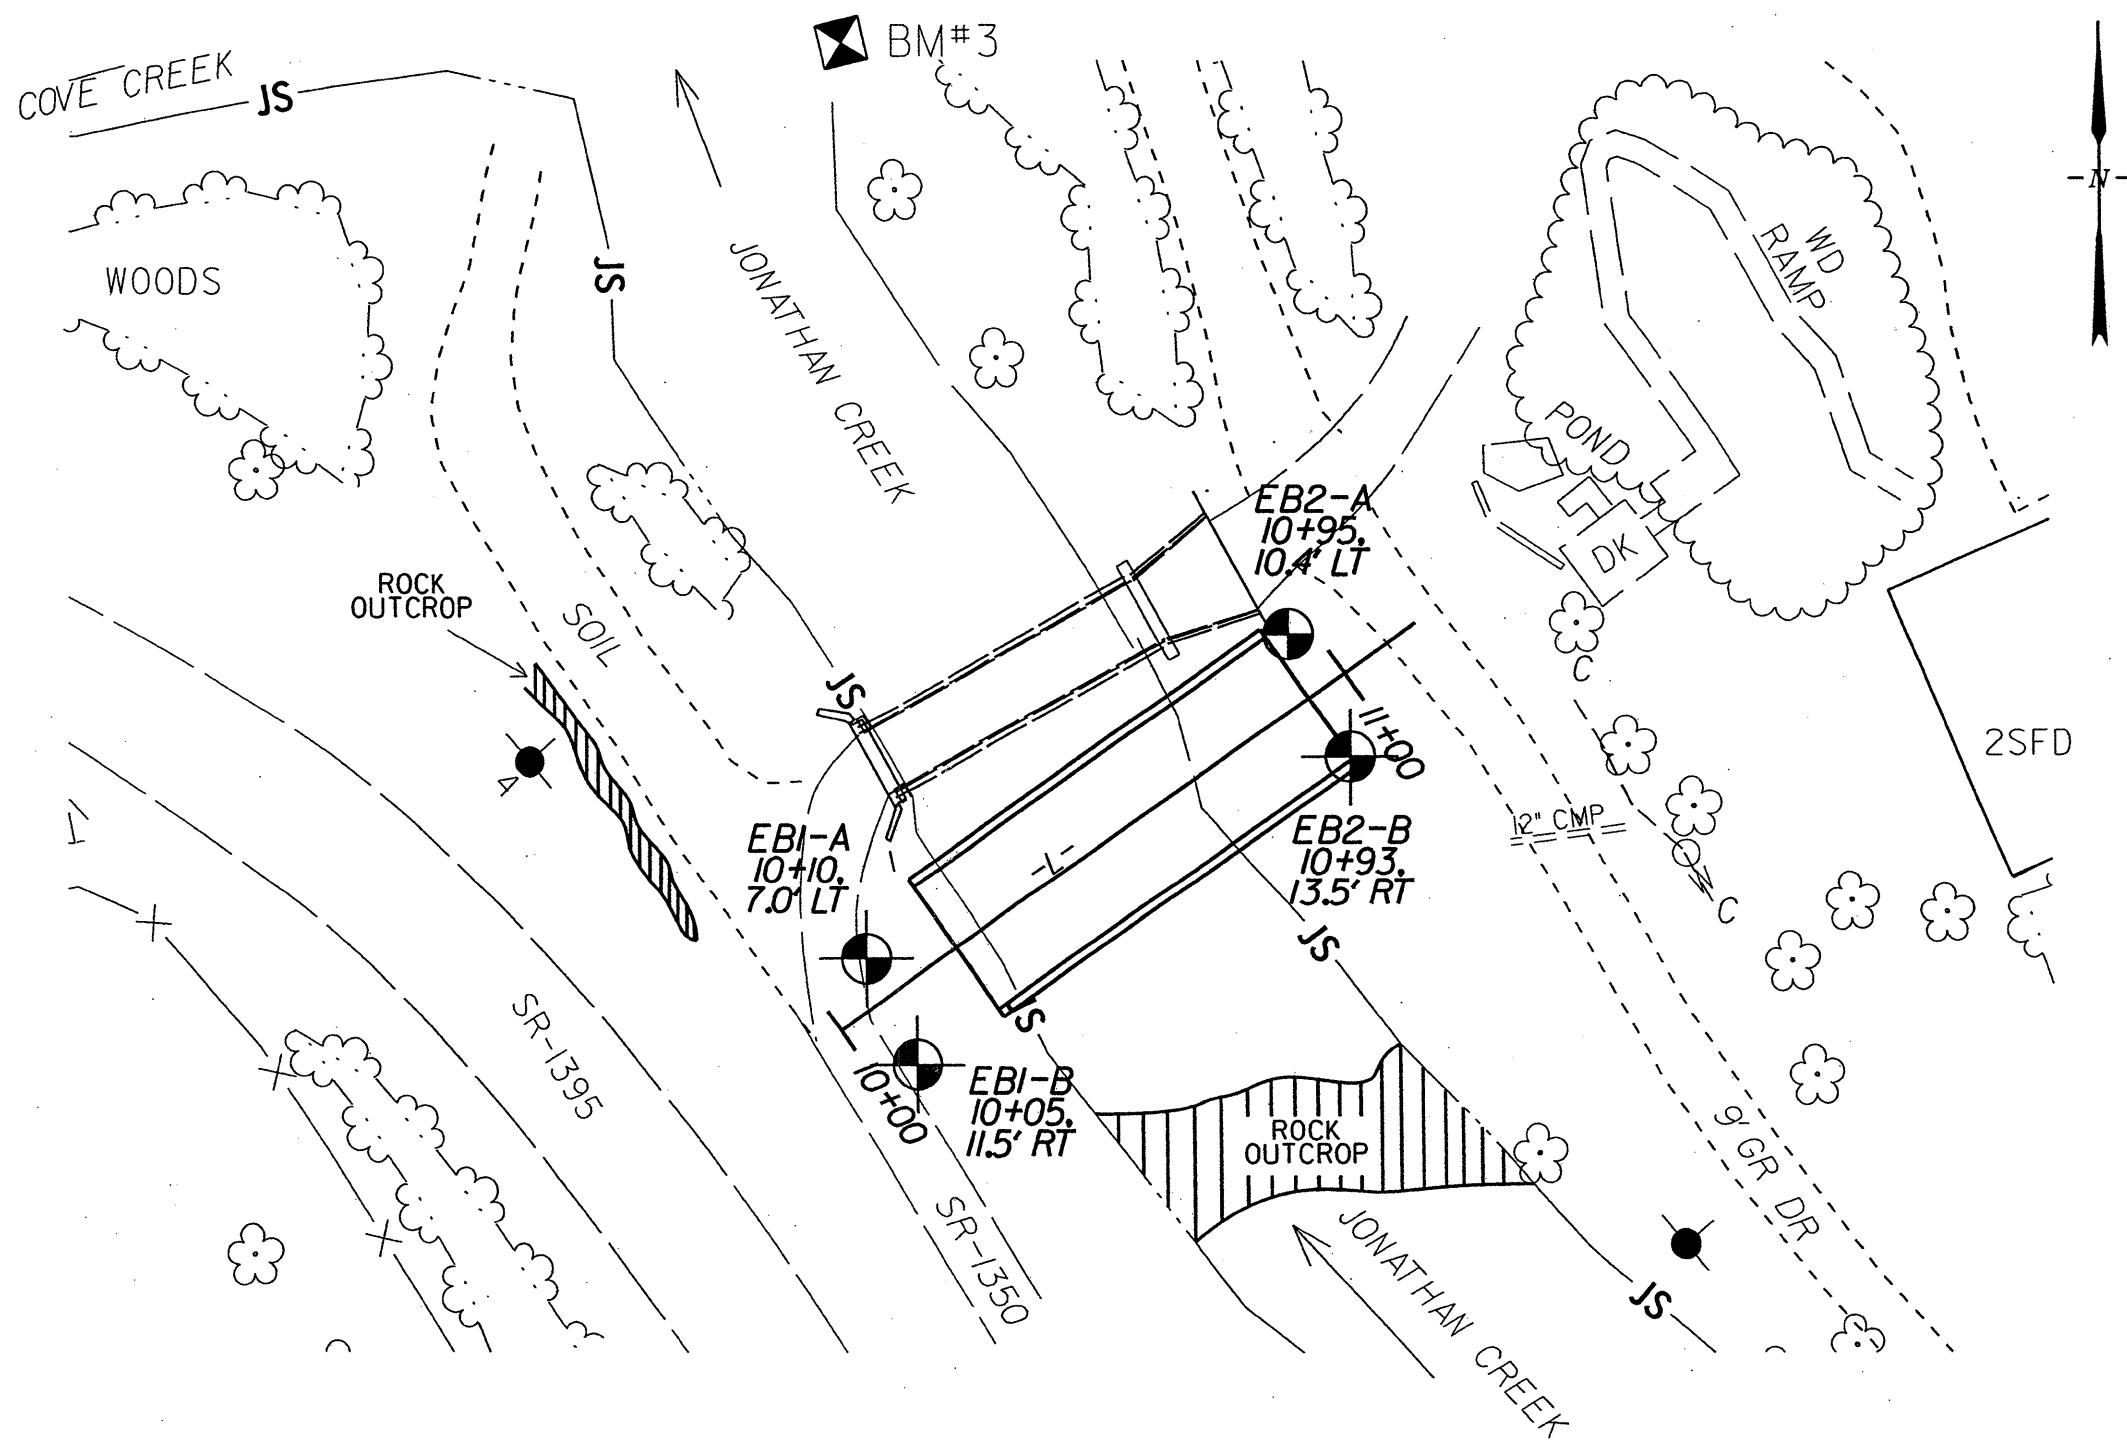 BM#3
COVE CREEK
JS
-N-
WOODS
JS
JONATHAN CREEK
WD
RAMP
POND
DK
EB2-A
10+95,
10.4' LT
ROCK
OUTCROP
SOIL
JS
C
11+00
2SFD
A
12" CMP
EB1-A
10+10,
7.0' LT
-L-
EB2-B
10+93,
13.5' RT
C
JS
JS
SR-1395
10+00
EB1-B
10+05,
11.5' RT
ROCK
OUTCROP
9' GR DR
SR-1350
JONATHAN CREEK
JS